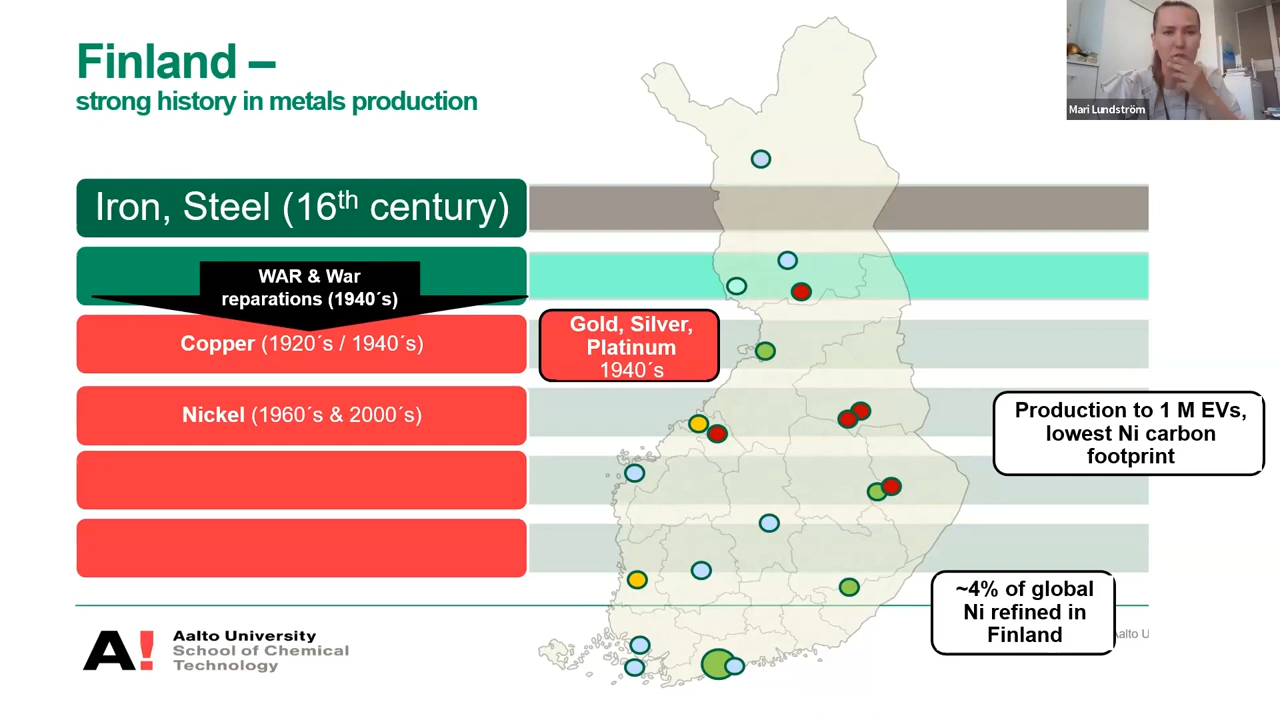 Finland –
strong history in metals production
Mari Lundström
Iron, Steel (16th century)
WAR & War
reparations (1940´s)
Copper (1920´s / 1940´s)
Gold, Silver,
Platinum
1940´s
Nickel (1960´s & 2000´s)
Production to 1 M EVs,
lowest Ni carbon
footprint
~4% of global
Ni refined in
Finland
Aalto U
A!
Aalto University
School of Chemical
Technology